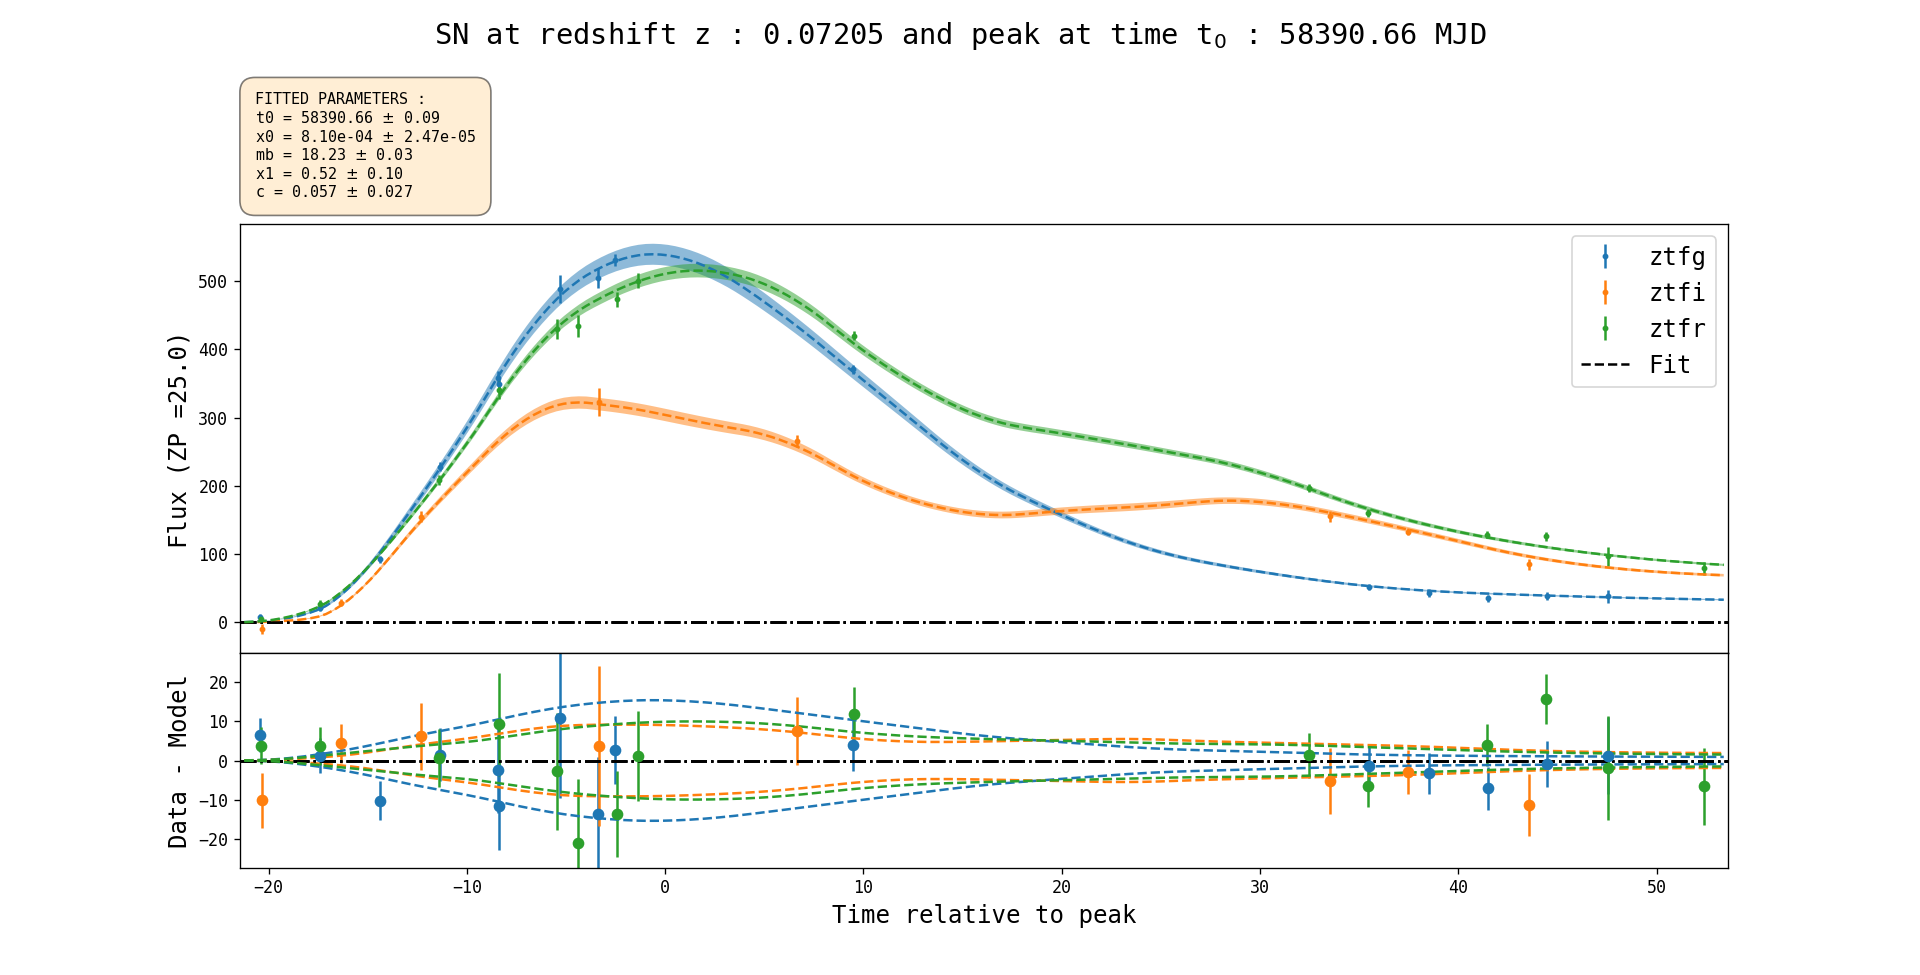 SN at redshift z : 0.07205 and peak at time t₀ : 58390.66 MJD
FITTED PARAMETERS :
t0 = 58390.66 ± 0.09
x0 = 8.10e-04 ± 2.47e-05
mb = 18.23 ± 0.03
x1 = 0.52 ± 0.10
c = 0.057 ± 0.027
Flux (ZP =25.0)
500
400
300
200
100
0
ztfg
ztfi
ztfr
Fit
Data - Model
20
10
0
−10
−20
−20 −10 0 10 20 30 40 50
Time relative to peak